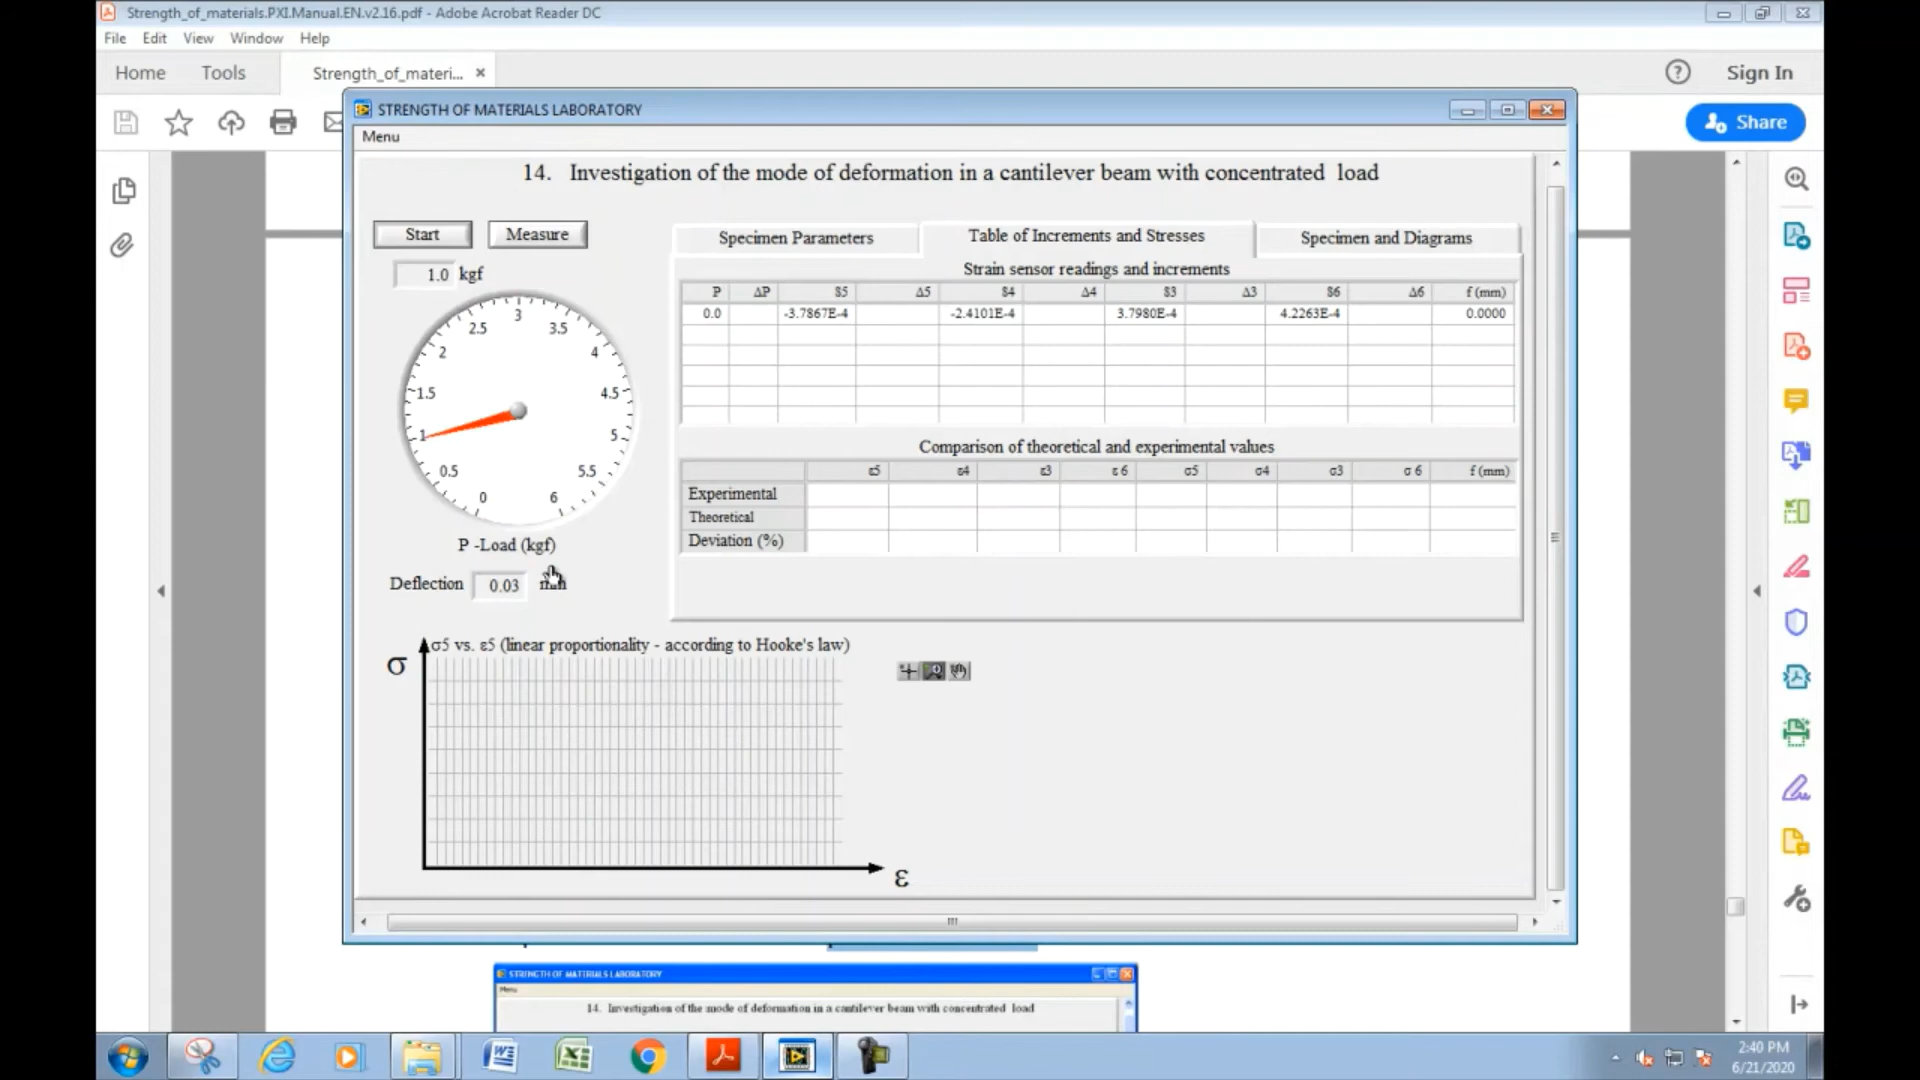 Strength_of_materials.PXI.Manual.EN.v2.16.pdf - Adobe Acrobat Reader DC
File Edit View Window Help
Home Tools Strength_of_materi... × Sign In
Share
STRENGTH OF MATERIALS LABORATORY
Menu
14. Investigation of the mode of deformation in a cantilever beam with concentrated load
Start Measure
Specimen Parameters Table of Increments and Stresses Specimen and Diagrams
1.0 kgf
Strain sensor readings and increments
P ΔP S5 Δ5 S4 Δ4 S3 Δ3 S6 Δ6 f (mm)
0.0 -3.7867E-4 -2.4101E-4 3.7980E-4 4.2263E-4 0.0000
0 0.5 1 1.5 2 2.5 3 3.5 4 4.5 5 5.5 6
P -Load (kgf)
Deflection 0.03 mm
Comparison of theoretical and experimental values
ε5 ε4 ε3 ε 6 σ5 σ4 σ3 σ 6 f (mm)
Experimental
Theoretical
Deviation (%)
σ5 vs. ε5 (linear proportionality - according to Hooke's law)
σ
ε
STRENGTH OF MATERIALS LABORATORY
Menu
14. Investigation of the mode of deformation in a cantilever beam with concentrated load
2:40 PM
6/21/2020